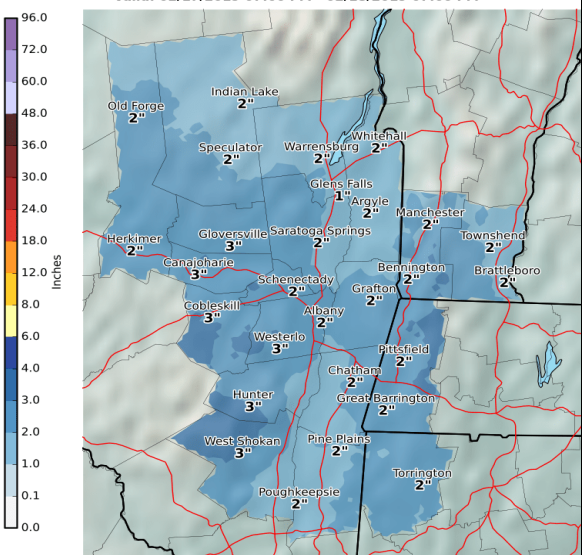 96.0
72.0
60.0
48.0
36.0
30.0
24.0
18.0
12.0
8.0
6.0
4.0
3.0
2.0
1.0
0.1
0.0
Inches
Indian Lake
2"
Old Forge
2"
Whitehall
2"
Speculator
2"
Warrensburg
2"
Glens Falls
1"
Argyle
2"
Manchester
2"
Herkimer
2"
Gloversville
3"
Saratoga Springs
2"
Townshend
2"
Canajoharie
3"
Bennington
2"
Brattleboro
2"
Schenectady
2"
Grafton
2"
Cobleskill
3"
Albany
2"
Westerlo
3"
Pittsfield
2"
Chatham
2"
Hunter
3"
Great Barrington
2"
West Shokan
3"
Pine Plains
2"
Torrington
2"
Poughkeepsie
2"